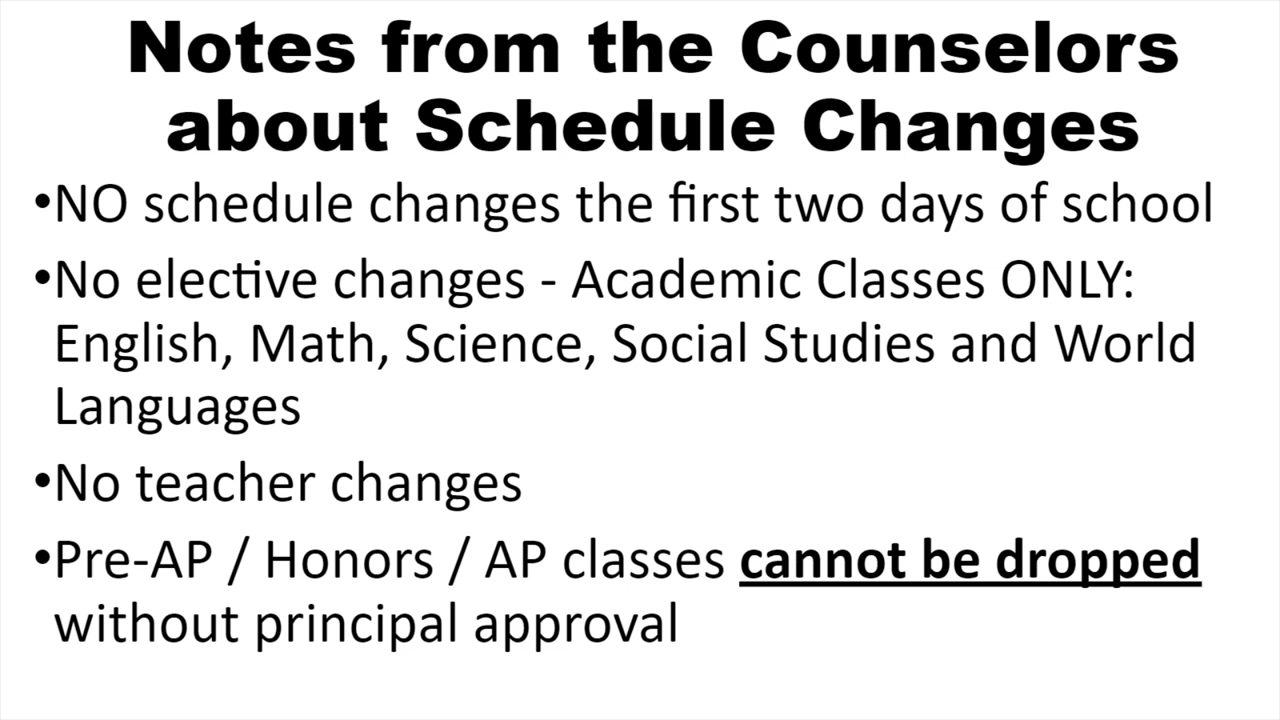 Notes from the Counselors
about Schedule Changes
•NO schedule changes the first two days of school
•No elective changes - Academic Classes ONLY:
English, Math, Science, Social Studies and World
Languages
•No teacher changes
•Pre-AP / Honors / AP classes cannot be dropped
without principal approval